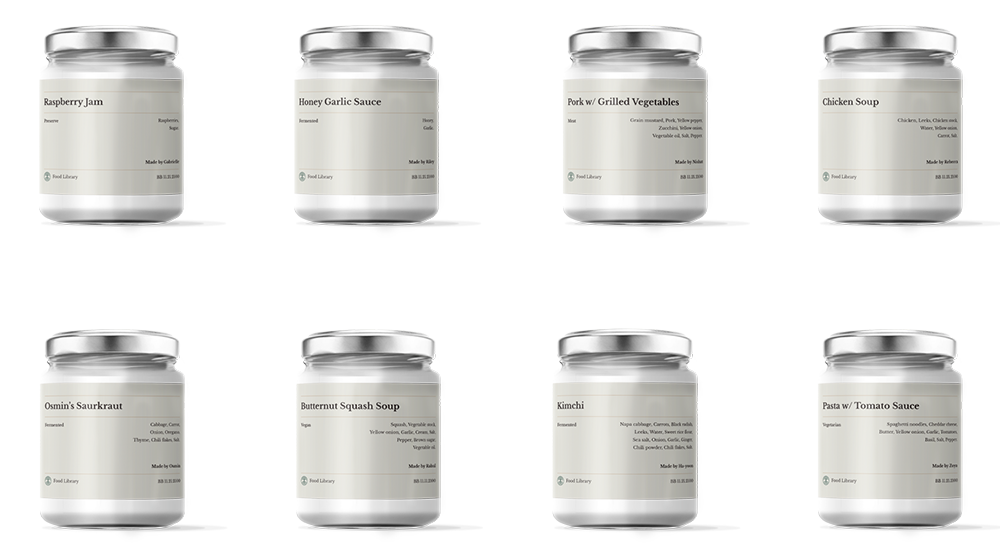 Raspberry Jam
Preserve
Raspberries,
Sugar.
Made by Gabrielle
Food Library
Honey Garlic Sauce
Fermented
Honey,
Garlic.
Made by Riley
Food Library
Pork w/ Grilled Vegetables
Meat
Grain mustard, Pork, Yellow pepper,
Zucchini, Yellow onion,
Vegetable oil, Salt, Pepper.
Made by
Food Library
Chicken Soup
Chicken, Leeks, Chicken stock,
Water, Yellow onion,
Carrot, Salt.
Made by Rebecca
Food Library
Osmin's Saurkraut
Fermented
Cabbage, Carrot,
Onion, Oregano,
Thyme, Chili flakes, Salt.
Made by Osmin
Food Library
Butternut Squash Soup
Vegan
Squash, Vegetable stock,
Yellow onion, Garlic, Cream, Salt,
Pepper, Brown sugar,
Vegetable oil.
Made by
Food Library
Kimchi
Fermented
Napa cabbage, Carrots, Black radish,
Leeks, Water, Sweet rice flour,
Sea salt, Onion, Garlic, Ginger,
Chili powder, Chili flakes, Salt.
Made by
Food Library
Pasta w/ Tomato Sauce
Vegetarian
Spaghetti noodles, Cheddar cheese,
Butter, Yellow onion, Garlic, Tomatoes,
Basil, Salt, Pepper.
Made by Zoya
Food Library